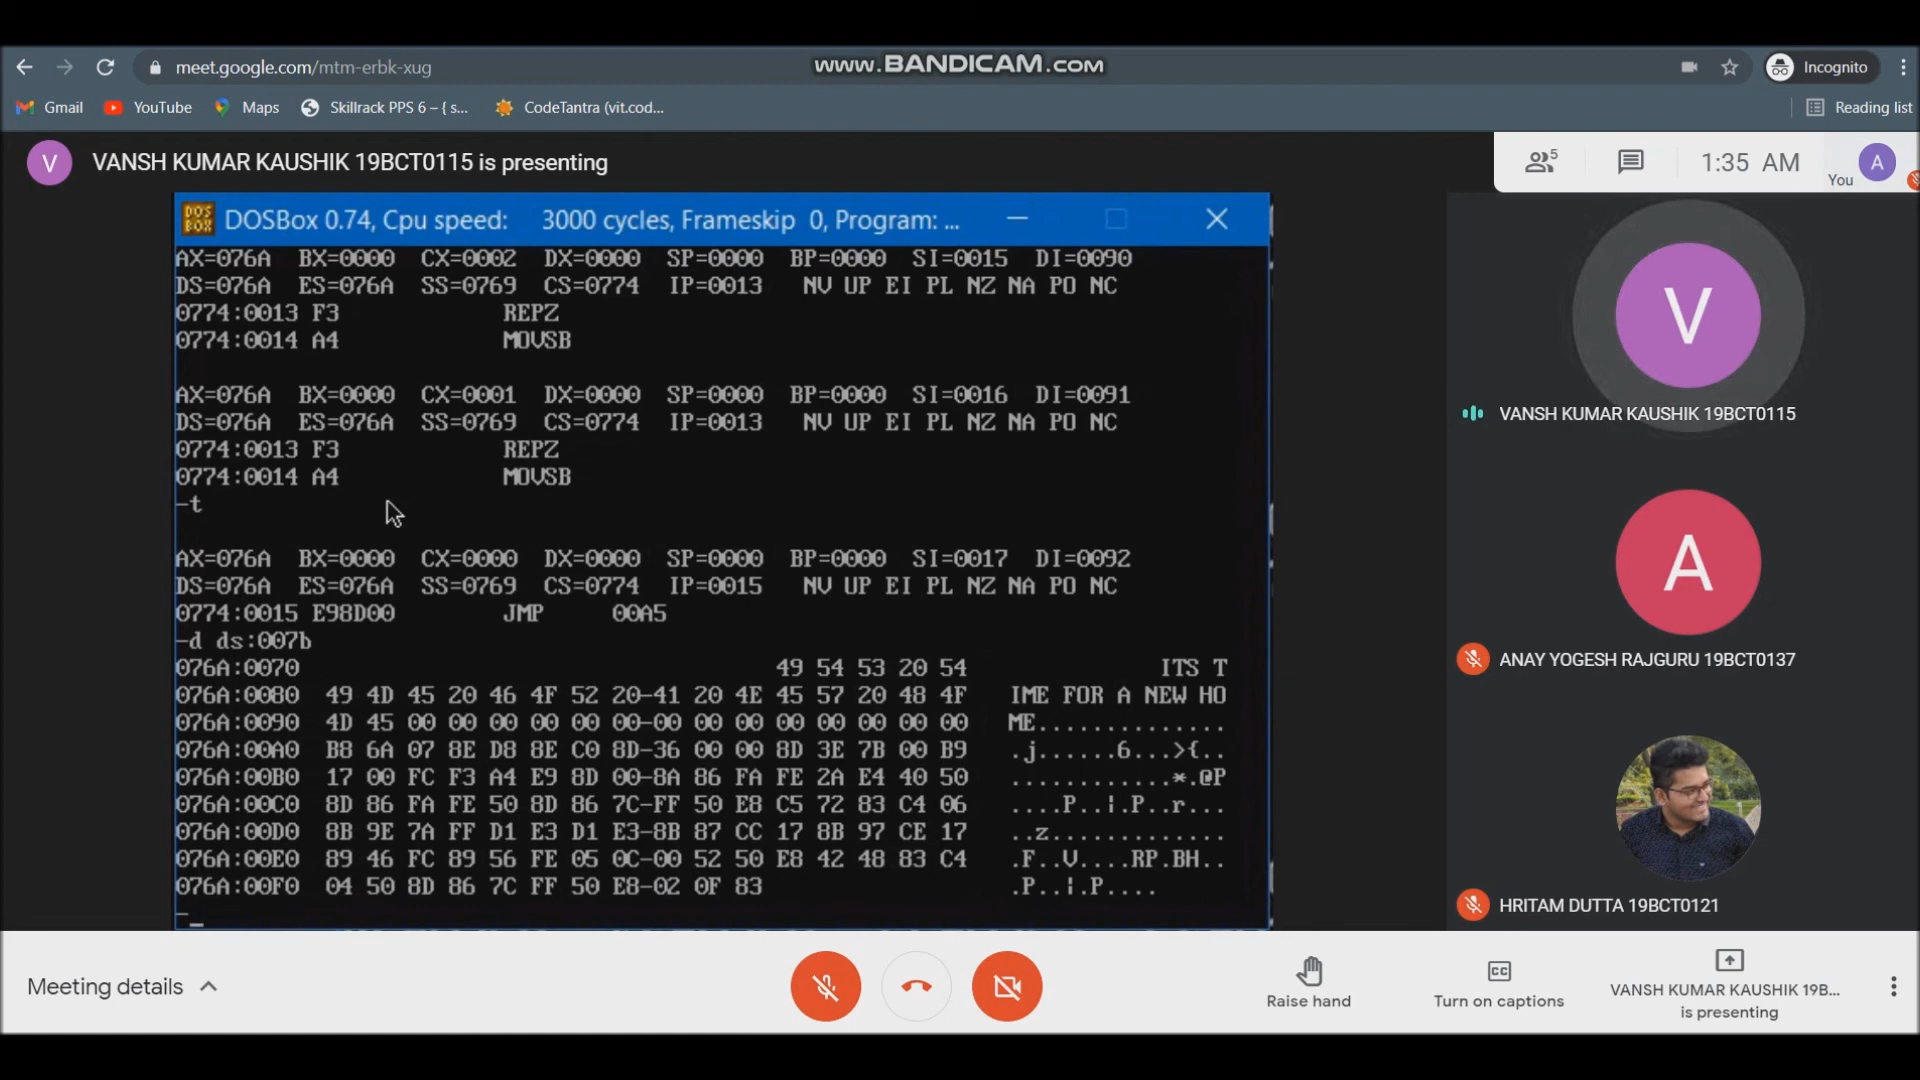 www.BANDICAM.com
meet.google.com/mtm-erbk-xug
Incognito
Gmail YouTube Maps Skillrack PPS 6 – { s... CodeTantra (vit.cod... Reading list
V VANSH KUMAR KAUSHIK 19BCT0115 is presenting
5 1:35 AM You A
DOS BOX DOSBox 0.74, Cpu speed: 3000 cycles, Frameskip 0, Program: ...
AX=076A BX=0000 CX=0002 DX=0000 SP=0000 BP=0000 SI=0015 DI=0090
DS=076A ES=076A SS=0769 CS=0774 IP=0013 NV UP EI PL NZ NA PO NC
0774:0013 F3 REPZ
0774:0014 A4 MOVSB
AX=076A BX=0000 CX=0001 DX=0000 SP=0000 BP=0000 SI=0016 DI=0091
DS=076A ES=076A SS=0769 CS=0774 IP=0013 NV UP EI PL NZ NA PO NC
0774:0013 F3 REPZ
0774:0014 A4 MOVSB
-t
AX=076A BX=0000 CX=0000 DX=0000 SP=0000 BP=0000 SI=0017 DI=0092
DS=076A ES=076A SS=0769 CS=0774 IP=0015 NV UP EI PL NZ NA PO NC
0774:0015 E98D00 JMP 00A5
-d ds:007b
076A:0070 49 54 53 20 54 ITS T
076A:0080 49 4D 45 20 46 4F 52 20-41 20 4E 45 57 20 48 4F IME FOR A NEW HO
076A:0090 4D 45 00 00 00 00 00 00-00 00 00 00 00 00 00 00 ME..............
076A:00A0 B8 6A 07 8E D8 8E C0 8D-36 00 00 8D 3E 7B 00 B9 .j......6...>{..
076A:00B0 17 00 FC F3 A4 E9 8D 00-8A 86 FA FE 2A E4 40 50 ............*.@P
076A:00C0 8D 86 FA FE 50 8D 86 7C-FF 50 E8 C5 72 83 C4 06 ....P..|.P..r...
076A:00D0 8B 9E 7A FF D1 E3 D1 E3-8B 87 CC 17 8B 97 CE 17 ..z.............
076A:00E0 89 46 FC 89 56 FE 05 0C-00 52 50 E8 42 48 83 C4 .F..V....RP.BH..
076A:00F0 04 50 8D 86 7C FF 50 E8-02 0F 83 .P..|.P....
-_
V
VANSH KUMAR KAUSHIK 19BCT0115
A
ANAY YOGESH RAJGURU 19BCT0137
HRITAM DUTTA 19BCT0121
Meeting details
Raise hand
CC
Turn on captions
VANSH KUMAR KAUSHIK 19B...
is presenting